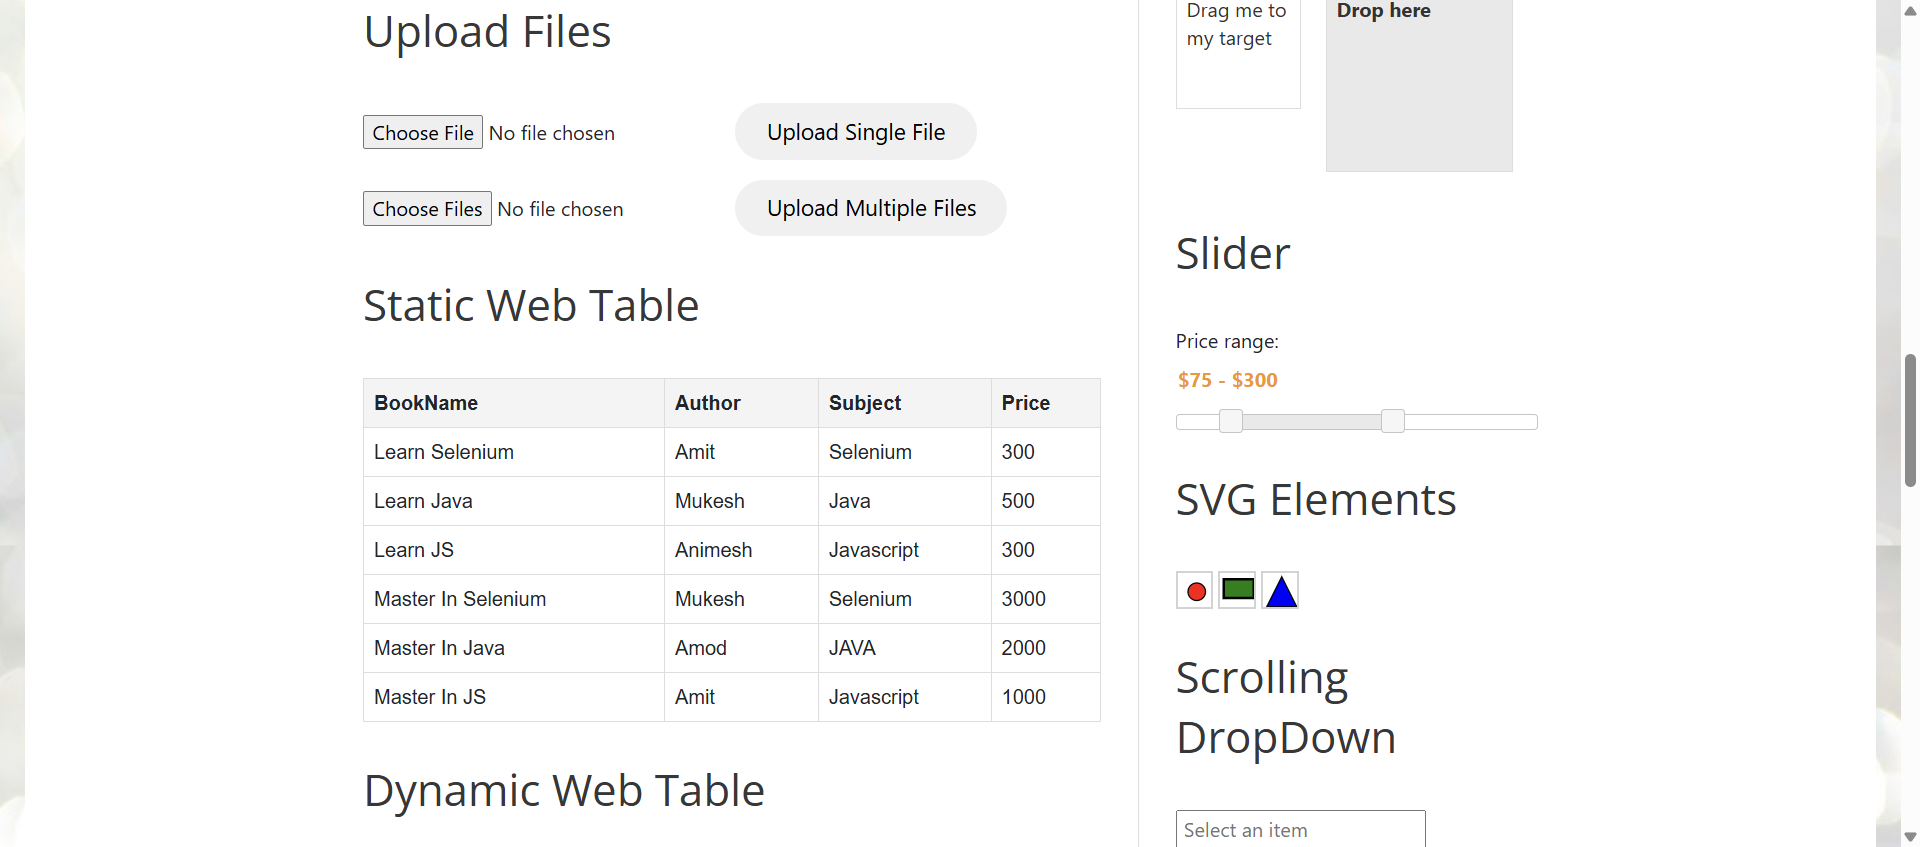 Upload Files
Choose File No file chosen Upload Single File
Choose Files No file chosen Upload Multiple Files
Static Web Table
BookName Author Subject Price
Learn Selenium Amit Selenium 300
Learn Java Mukesh Java 500
Learn JS Animesh Javascript 300
Master In Selenium Mukesh Selenium 3000
Master In Java Amod JAVA 2000
Master In JS Amit Javascript 1000
Dynamic Web Table
Drag me to
my target
Drop here
Slider
Price range:
$75 - $300
SVG Elements
Scrolling
DropDown
Select an item